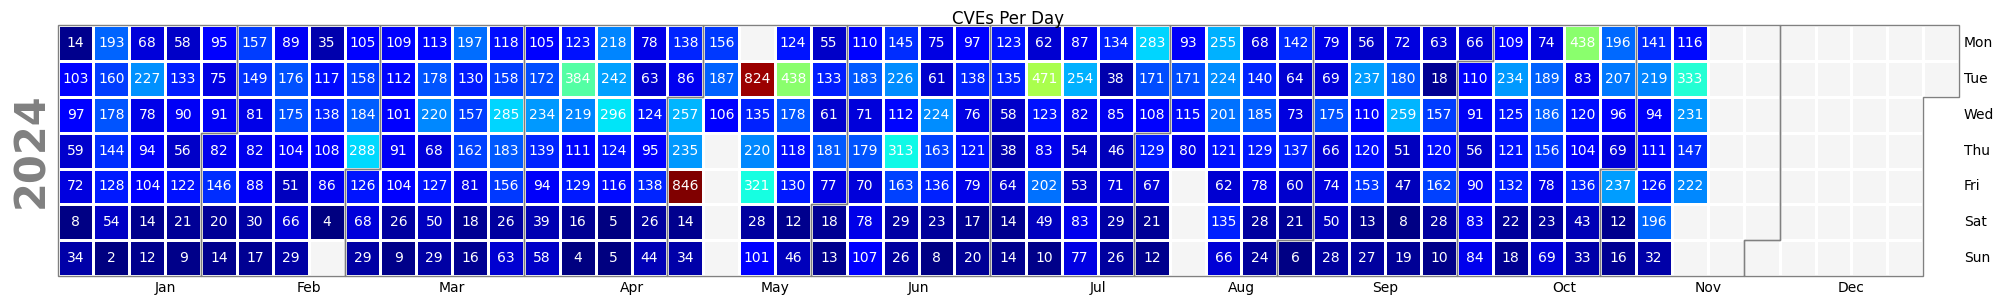 CVEs Per Day
2024
14 193 68 58 95 157 89 35 105 109 113 197 118 105 123 218 78 138 156 124 55 110 145 75 97 123 62 87 134 283 93 255 68 142 79 56 72 63 66 109 74 438 196 141 116 Mon
103 160 227 133 75 149 176 117 158 112 178 130 158 172 384 242 63 86 187 824 438 133 183 226 61 138 135 471 254 38 171 171 224 140 64 69 237 180 18 110 234 189 83 207 219 333 Tue
97 178 78 90 91 81 175 138 184 101 220 157 285 234 219 296 124 257 106 135 178 61 71 112 224 76 58 123 82 85 108 115 201 185 73 175 110 259 157 91 125 186 120 96 94 231 Wed
59 144 94 56 82 82 104 108 288 91 68 162 183 139 111 124 95 235 220 118 181 179 313 163 121 38 83 54 46 129 80 121 129 137 66 120 51 120 56 121 156 104 69 111 147 Thu
72 128 104 122 146 88 51 86 126 104 127 81 156 94 129 116 138 846 321 130 77 70 163 136 79 64 202 53 71 67 62 78 60 74 153 47 162 90 132 78 136 237 126 222 Fri
8 54 14 21 20 30 66 4 68 26 50 18 26 39 16 5 26 14 28 12 18 78 29 23 17 14 49 83 29 21 135 28 21 50 13 8 28 83 22 23 43 12 196 Sat
34 2 12 9 14 17 29 29 9 29 16 63 58 4 5 44 34 101 46 13 107 26 8 20 14 10 77 26 12 66 24 6 28 27 19 10 84 18 69 33 16 32 Sun
Jan Feb Mar Apr May Jun Jul Aug Sep Oct Nov Dec